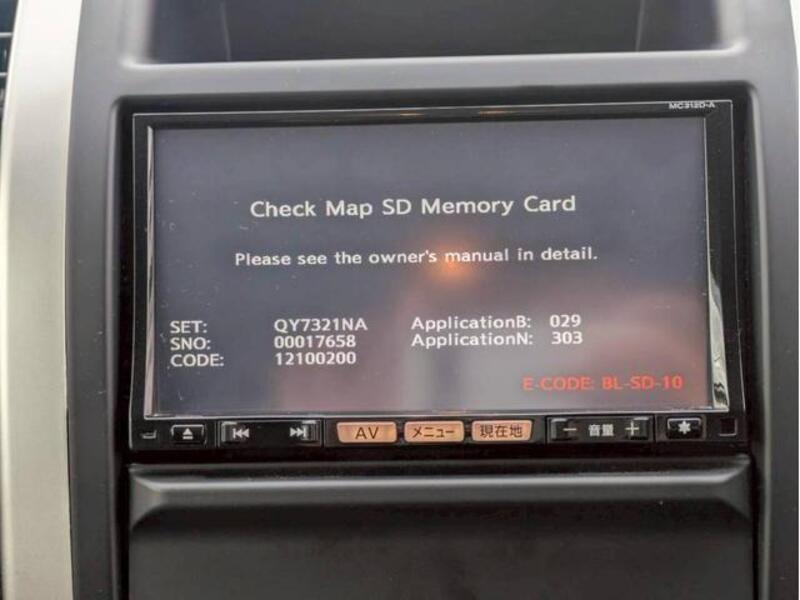 MC312D-A
Check Map SD Memory Card
Please see the owner's manual in detail.
SET: QY7321NA ApplicationB: 029
SNO: 00017658 ApplicationN: 303
CODE: 12100200
E-CODE: BL-SD-10
AV メニュー 現在地 − 音量 +